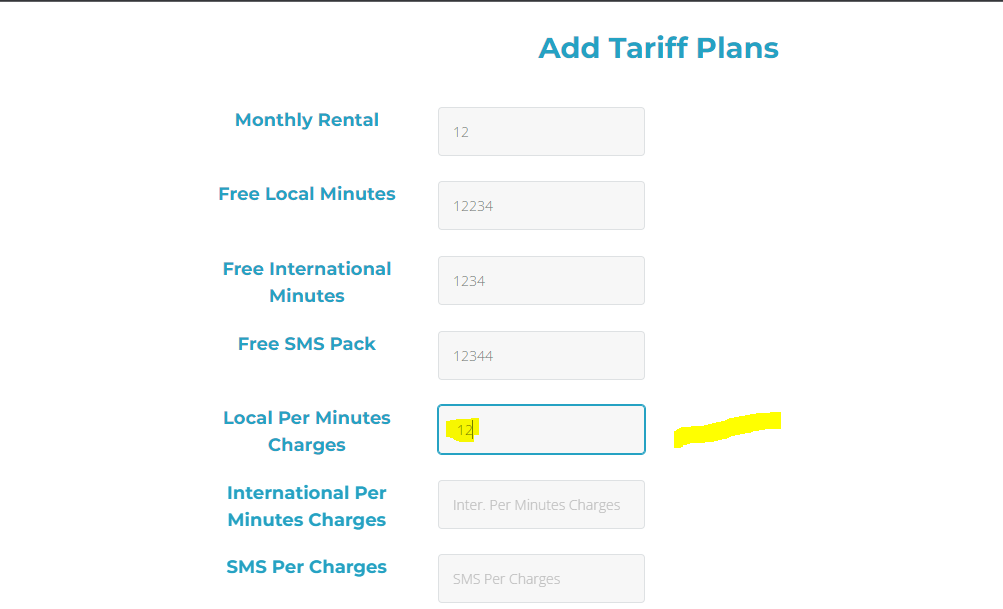 Add Tariff Plans
Monthly Rental
12
Free Local Minutes
12234
Free International
Minutes
1234
Free SMS Pack
12344
Local Per Minutes
Charges
12
International Per
Minutes Charges
Inter. Per Minutes Charges
SMS Per Charges
SMS Per Charges